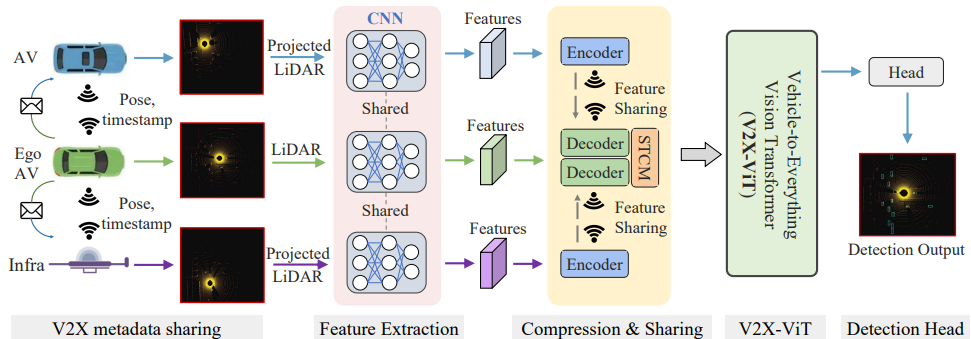 AV
Pose,
timestamp
Ego
AV
Pose,
timestamp
Infra
V2X metadata sharing
Projected
LiDAR
LiDAR
Projected
LiDAR
CNN
Shared
Shared
Feature Extraction
Features
Features
Features
Encoder
Feature
Sharing
Decoder
Decoder
STCM
Feature
Sharing
Encoder
Compression & Sharing
Vehicle-to-Everything
Vision Transformer
(V2X-ViT)
V2X-ViT
Head
Detection Output
Detection Head